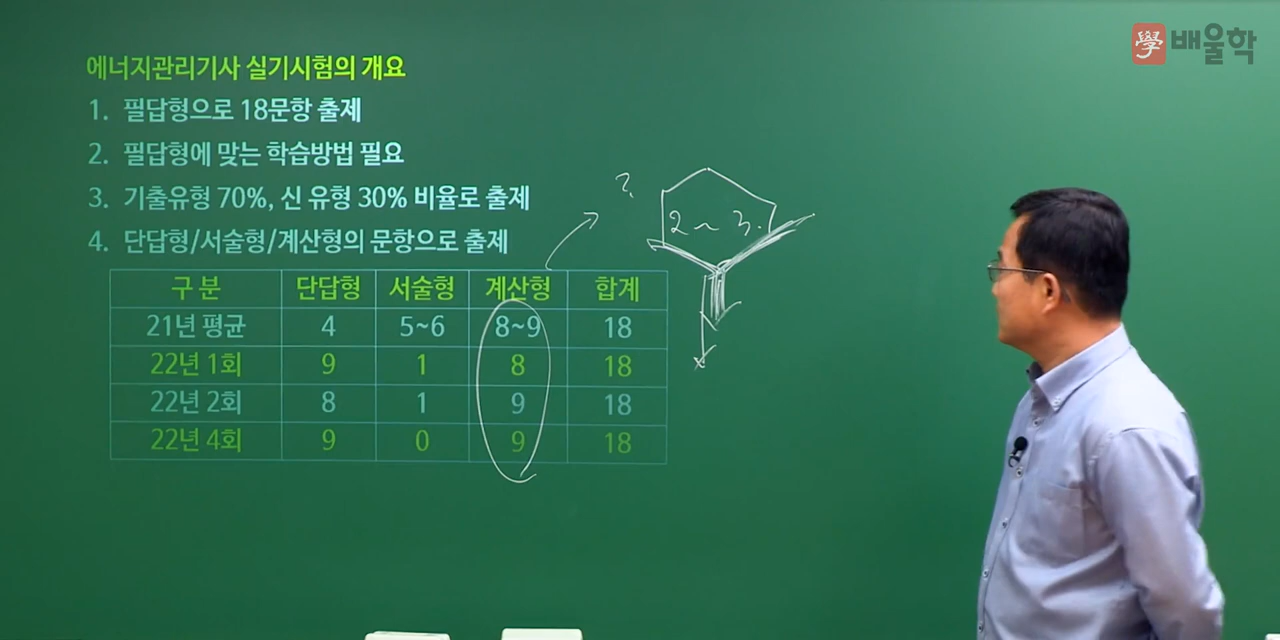 學 배울학
에너지관리기사 실기시험의 개요
1. 필답형으로 18문항 출제
2. 필답형에 맞는 학습방법 필요
3. 기출유형 70%, 신 유형 30% 비율로 출제
4. 단답형/서술형/계산형의 문항으로 출제
?
2~3.
구 분 단답형 서술형 계산형 합계
21년 평균 4 5~6 8~9 18
22년 1회 9 1 8 18
22년 2회 8 1 9 18
22년 4회 9 0 9 18